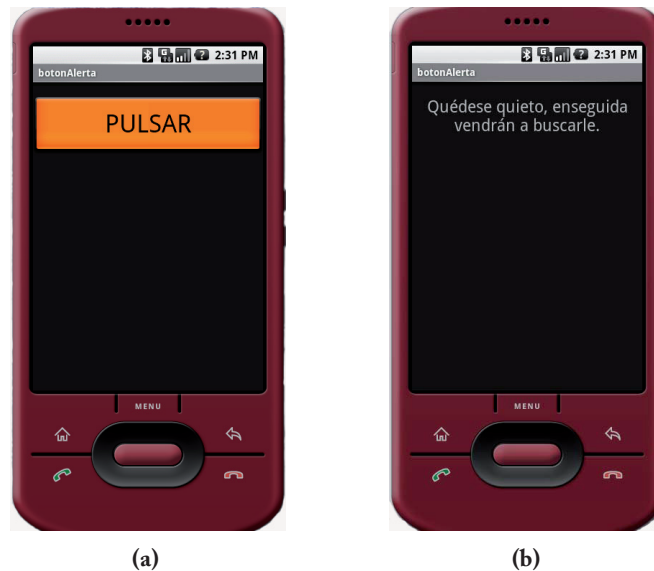 2:31 PM
botonAlerta
PULSAR
MENU
(a)
2:31 PM
botonAlerta
Quédese quieto, enseguida
vendrán a buscarle.
MENU
(b)